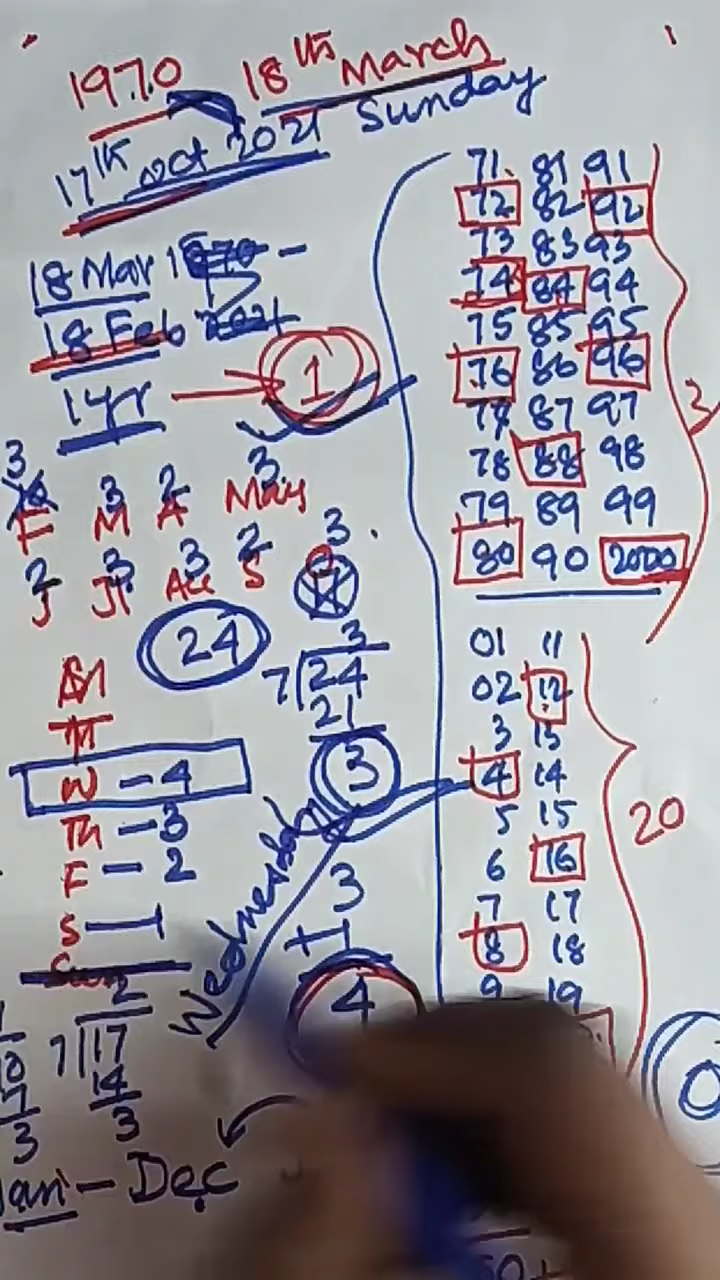 1970 18th March
17th oct 2021 Sunday
18 Mar 1970 -
18 Feb 2021
1yr 1
3 3 2 3
F M A May
2 3 3 2 3
J Jl Au S O
24
3
7 24
21
3
M
T
W - 4
Th - 3
F - 2
S - 1
Sun
Wednesday
3
+1
4
2
7 17
14
3
Jan - Dec
71 81 91
72 82 92
73 83 93
74 84 94
75 85 95
76 86 96
77 87 97
78 88 98
79 89 99
80 90 2000
3
01 11
02 12
3 13
4 14
5 15
6 16
7 17
8 18
9 19
20
0